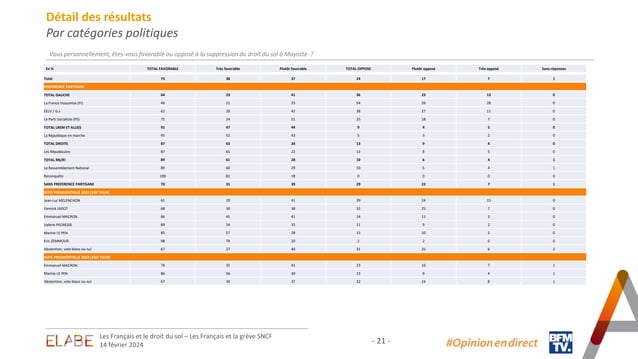 Détail des résultats
Par catégories politiques
Vous personnellement, êtes-vous favorable ou opposé à la suppression du droit du sol à Mayotte ?
En % TOTAL FAVORABLE Très favorable Plutôt favorable TOTAL OPPOSE Plutôt opposé Très opposé Sans réponses
Total 75 38 37 24 17 7 1
PREFERENCE PARTISANE
TOTAL GAUCHE 64 23 41 36 23 13 0
La France Insoumise (FI) 46 21 25 54 26 28 0
EELV / G.s 62 20 42 38 27 11 0
Le Parti Socialiste (PS) 75 24 51 25 18 7 0
TOTAL LREM ET ALLIES 91 47 44 9 4 5 0
La République en marche 95 52 43 5 3 2 0
TOTAL DROITE 87 63 24 13 9 4 0
Les Républicains 87 65 22 13 8 5 0
TOTAL RN/R! 89 61 28 10 6 4 1
Le Rassemblement National 89 60 29 10 6 4 1
Reconquête 100 82 18 0 0 0 0
SANS PREFERENCE PARTISANE 70 31 39 29 22 7 1
VOTE PRESIDENTIELLE 2022 (1ER TOUR)
Jean-Luc MELENCHON 61 20 41 39 24 15 0
Yannick JADOT 68 30 38 32 25 7 0
Emmanuel MACRON 86 45 41 14 11 3 0
Valérie PECRESSE 89 54 35 11 9 2 0
Marine LE PEN 85 57 28 15 10 5 0
Eric ZEMMOUR 98 78 20 2 2 0 0
Abstention, vote blanc ou nul 67 27 40 31 25 6 2
VOTE PRESIDENTIELLE 2022 (2ND TOUR)
Emmanuel MACRON 76 35 41 23 16 7 1
Marine LE PEN 86 56 30 13 9 4 1
Abstention, vote blanc ou nul 67 30 37 32 24 8 1
ELABE
Les Français et le droit du sol – Les Français et la grève SNCF
14 février 2024
- 21 -
#Opinionendirect
BFM
TV.